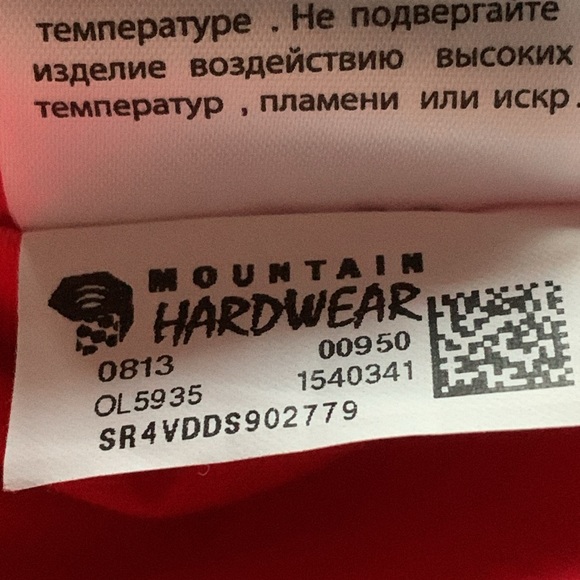 температуре . Не подвергайте
изделие воздействию высоких
температур , пламени или искр .
MOUNTAIN
HARDWEAR
0813 00950
OL5935 1540341
SR4VDDS902779